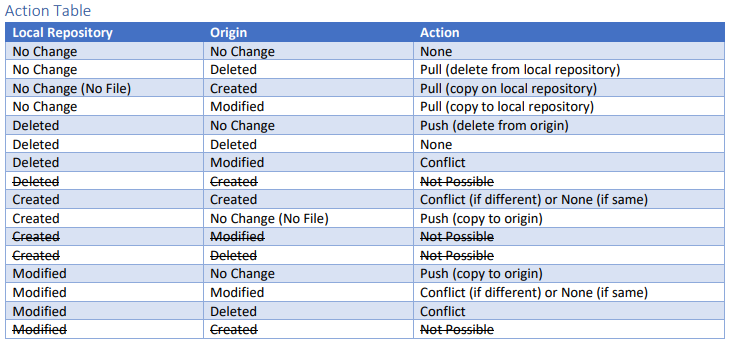 Action Table
Local Repository Origin Action
No Change No Change None
No Change Deleted Pull (delete from local repository)
No Change (No File) Created Pull (copy on local repository)
No Change Modified Pull (copy to local repository)
Deleted No Change Push (delete from origin)
Deleted Deleted None
Deleted Modified Conflict
Deleted Created Not Possible
Created Created Conflict (if different) or None (if same)
Created No Change (No File) Push (copy to origin)
Created Modified Not Possible
Created Deleted Not Possible
Modified No Change Push (copy to origin)
Modified Modified Conflict (if different) or None (if same)
Modified Deleted Conflict
Modified Created Not Possible